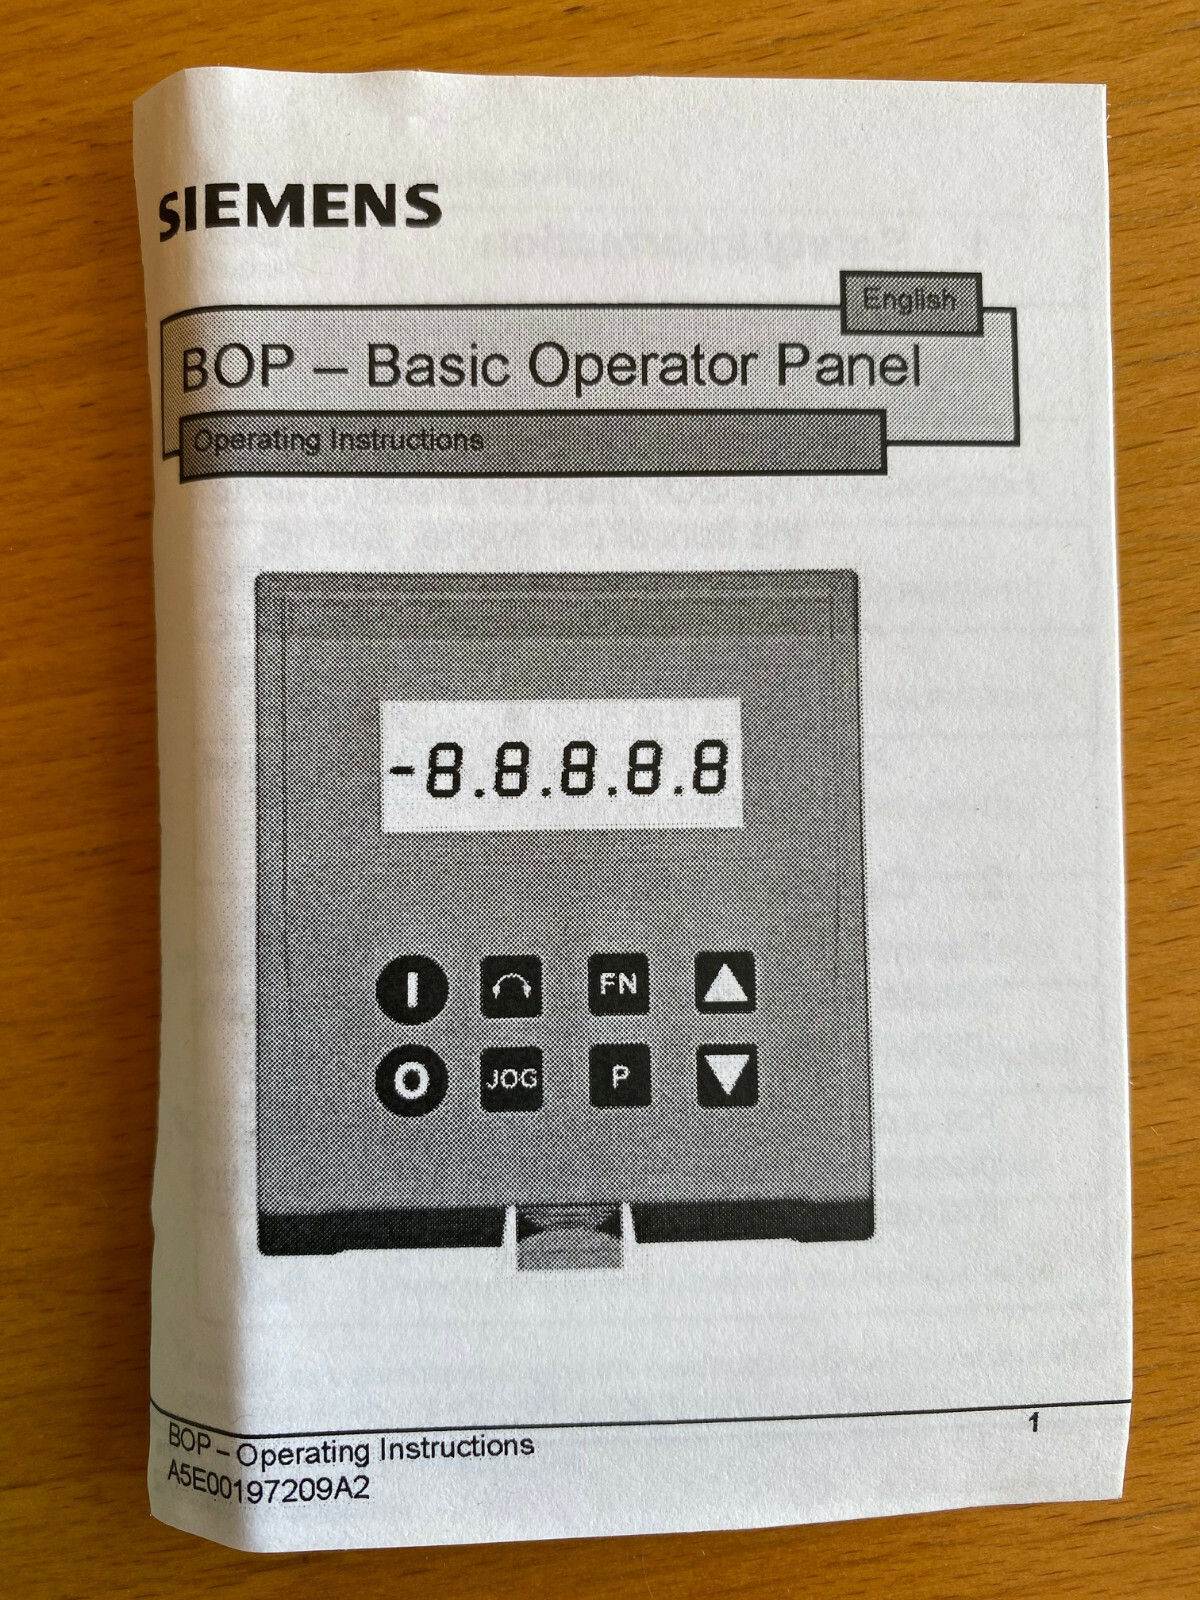 SIEMENS
English
BOP – Basic Operator Panel
Operating Instructions
-8.8.8.8.8
I
FN
O
JOG
P
1
BOP – Operating Instructions
A5E00197209A2